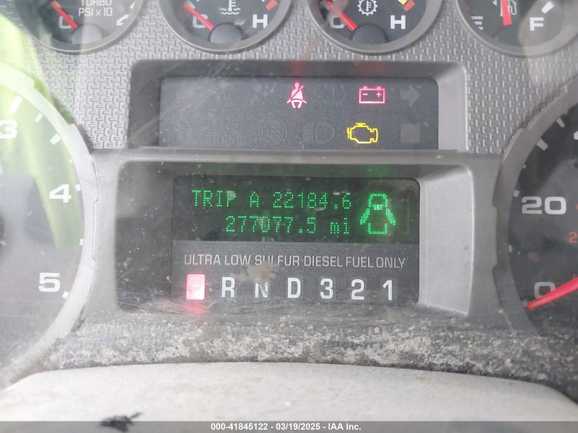 TURBO
PSI X 10
C H
C H
E F
3
4
5
TRIP A 22184.6
277077.5 mi
ULTRA LOW SULFUR DIESEL FUEL ONLY
P R N D 3 2 1
20
0
000-41845122 - 03/19/2025 - IAA Inc.